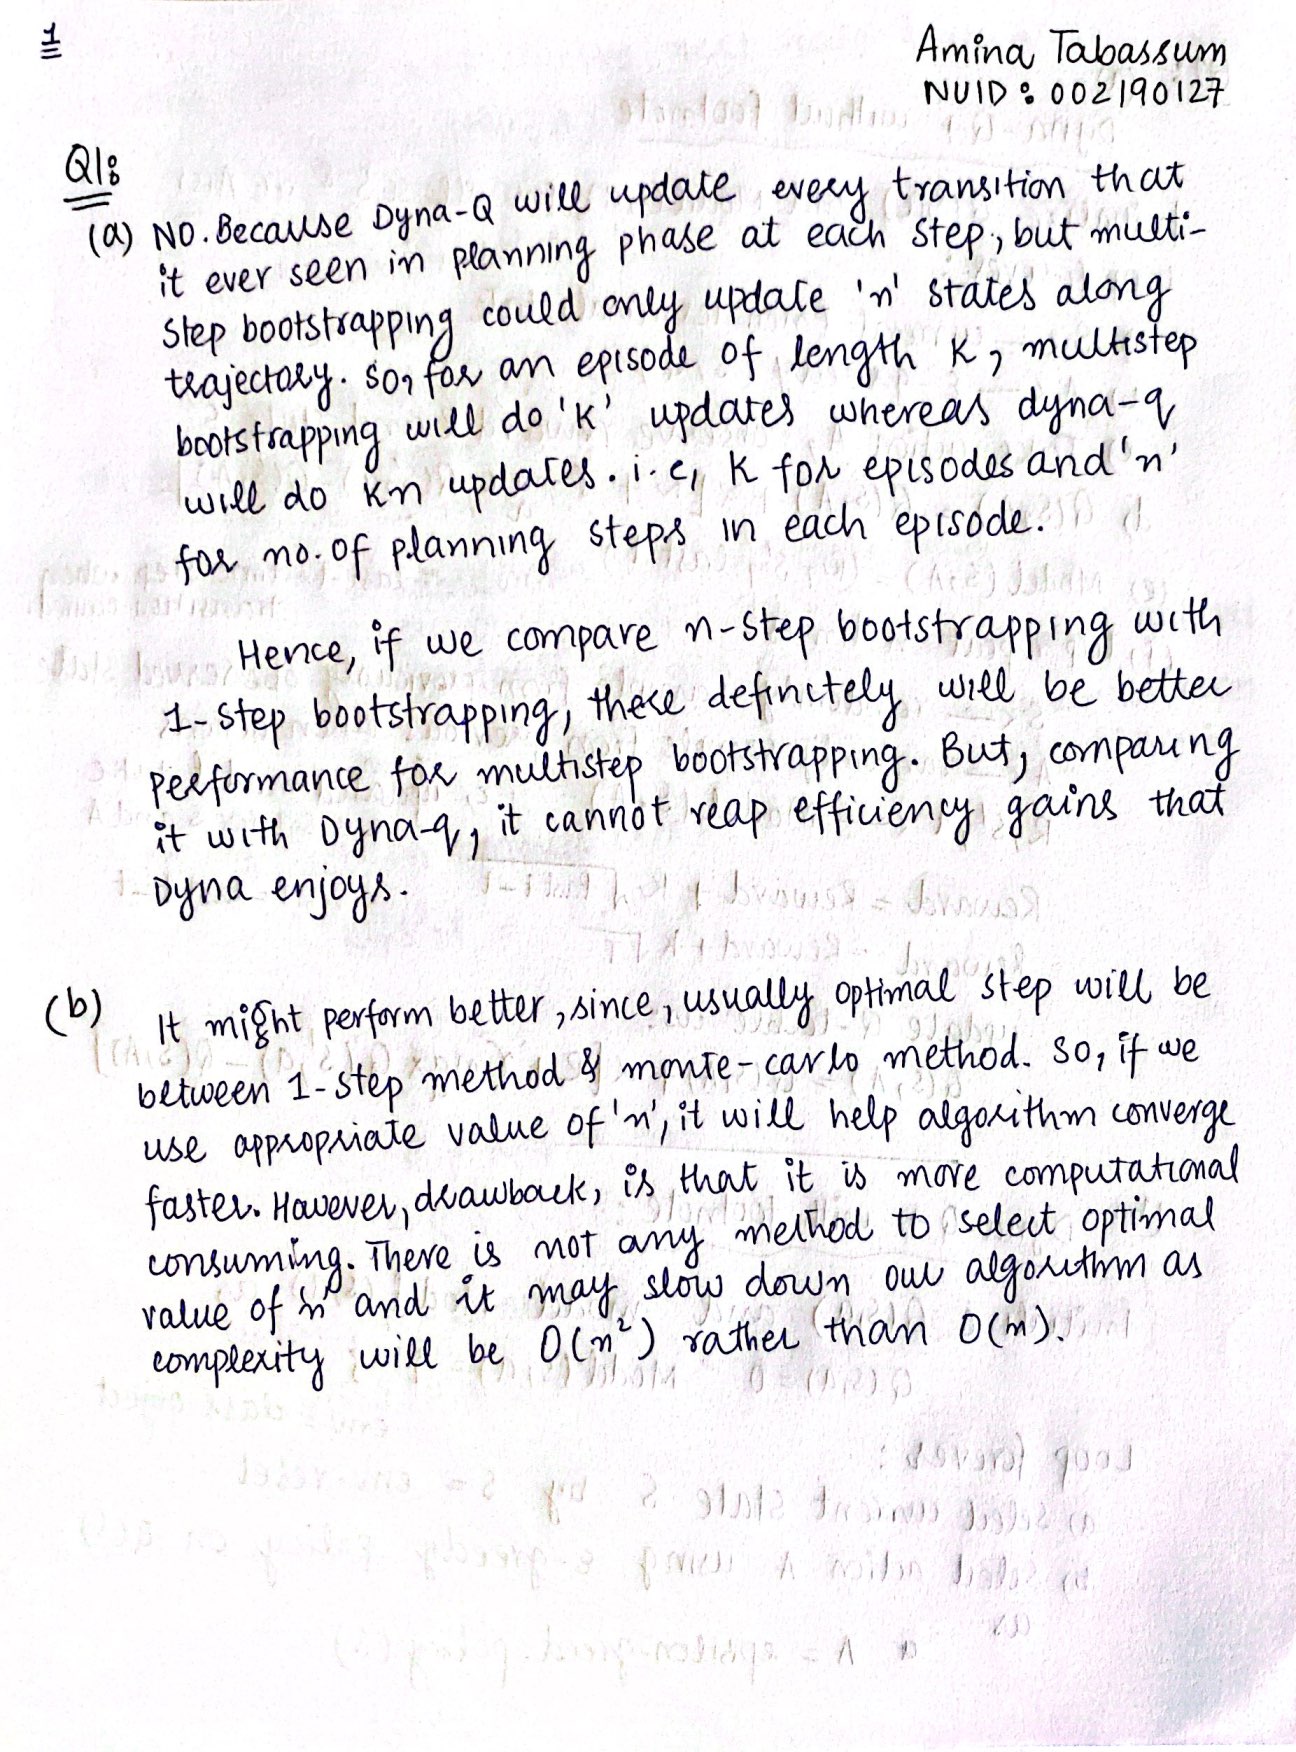 1
Amina Tabassum
NUID: 002190127
Q1:
(a) NO. Because Dyna-Q will update every transition that
it ever seen in planning phase at each step, but multi-
step bootstrapping could only update 'n' states along
trajectory. So, for an episode of length 'K, multistep
bootstrapping will do 'K' updates whereas dyna-q
will do Kn updates. i.e, K for episodes and 'n'
for no. of planning steps in each episode.
Hence, if we compare n-step bootstrapping with
1-step bootstrapping, there definitely will be better
performance for multistep bootstrapping. But, comparing
it with Dyna-q, it cannot reap efficiency gains that
Dyna enjoys.
(b) It might perform better, since, usually optimal step will be
between 1-step method & monte-carlo method. So, if we
use appropriate value of 'n', it will help algorithm converge
faster. However, drawback, is that it is more computational
consuming. There is not any method to select optimal
value of 'n' and it may slow down our algorithm as
complexity will be O(n²) rather than O(n).